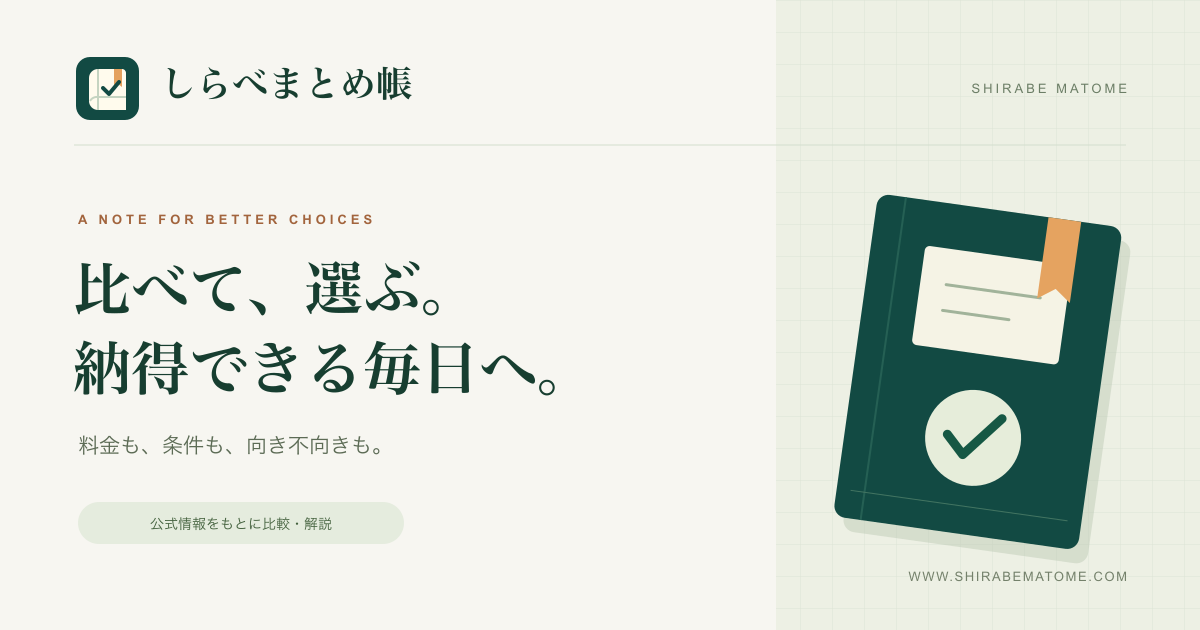 しらべまとめ帳
SHIRABE MATOME
A NOTE FOR BETTER CHOICES
比べて、選ぶ。
納得できる毎日へ。
料金も、条件も、向き不向きも。
公式情報をもとに比較・解説
WWW.SHIRABEMATOME.COM